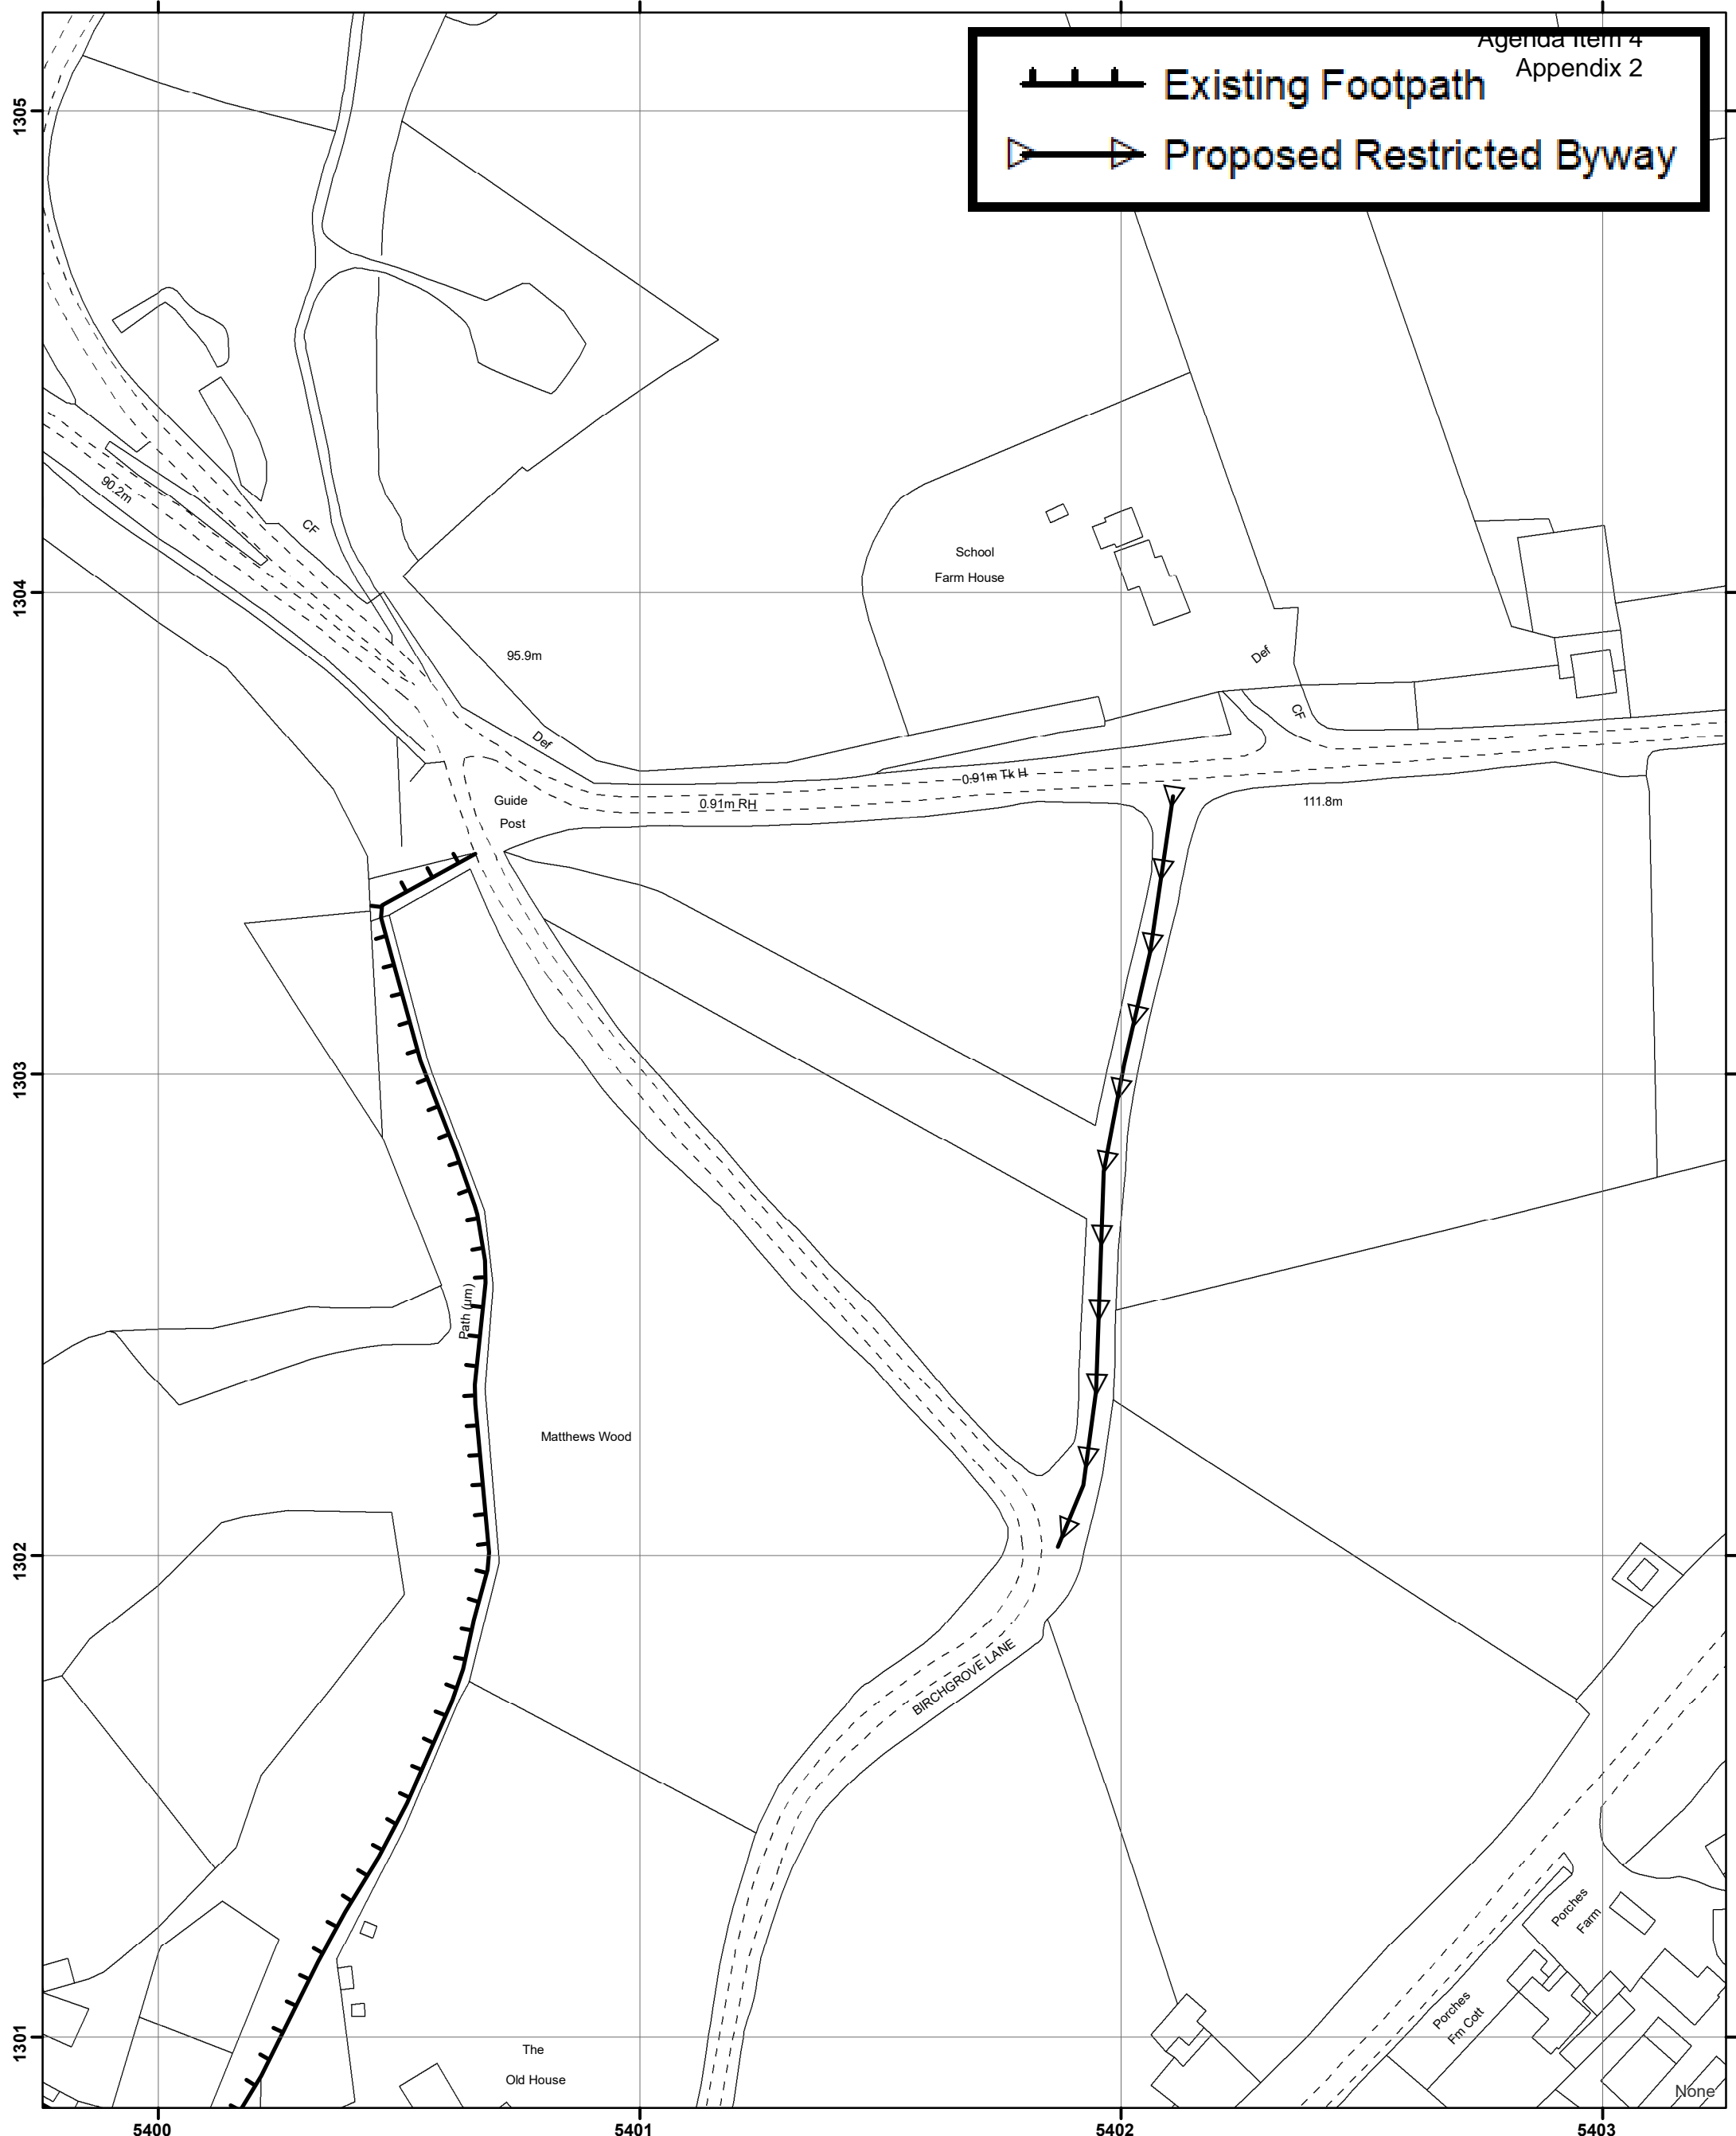 Agenda Item 4
Appendix 2
Existing Footpath
Proposed Restricted Byway
1305
90.2m
CF
School
Farm House
1304
95.9m
Def
CF
Def
0.91m Tk H
0.91m RH
111.8m
Guide
Post
1303
Path (um)
Matthews Wood
1302
BIRCHGROVE LANE
Porches
Farm
Porches
Fm Cott
1301
The
Old House
None
5400
5401
5402
5403